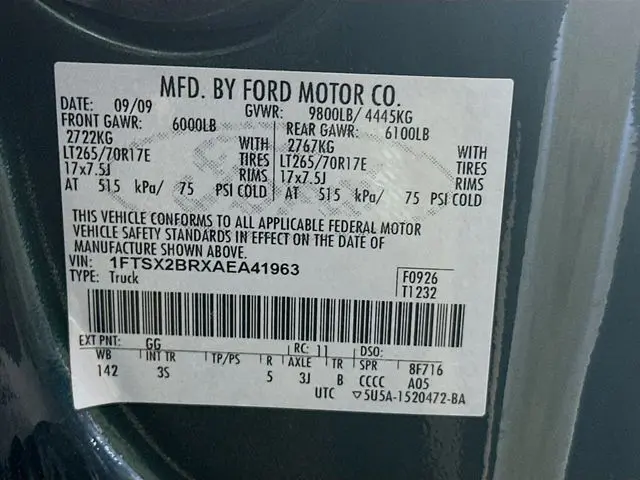 MFD. BY FORD MOTOR CO.
DATE: 09/09 GVWR: 9800LB/ 4445KG
FRONT GAWR: 6000LB REAR GAWR: 6100LB
2722KG WITH 2767KG WITH
LT265/70R17E TIRES LT265/70R17E TIRES
17x7.5J RIMS 17x7.5J RIMS
AT 515 kPa/ 75 PSI COLD AT 515 kPa/ 75 PSI COLD
THIS VEHICLE CONFORMS TO ALL APPLICABLE FEDERAL MOTOR
VEHICLE SAFETY STANDARDS IN EFFECT ON THE DATE OF
MANUFACTURE SHOWN ABOVE.
VIN: 1FTSX2BRXAEA41963 F0926
TYPE: Truck T1232
EXT PNT: GG RC: 11 DSO:
WB INT TR TP/PS R AXLE TR SPR 8F716
142 3S 5 3J B CCCC A05
UTC ▽5U5A-1520472-BA